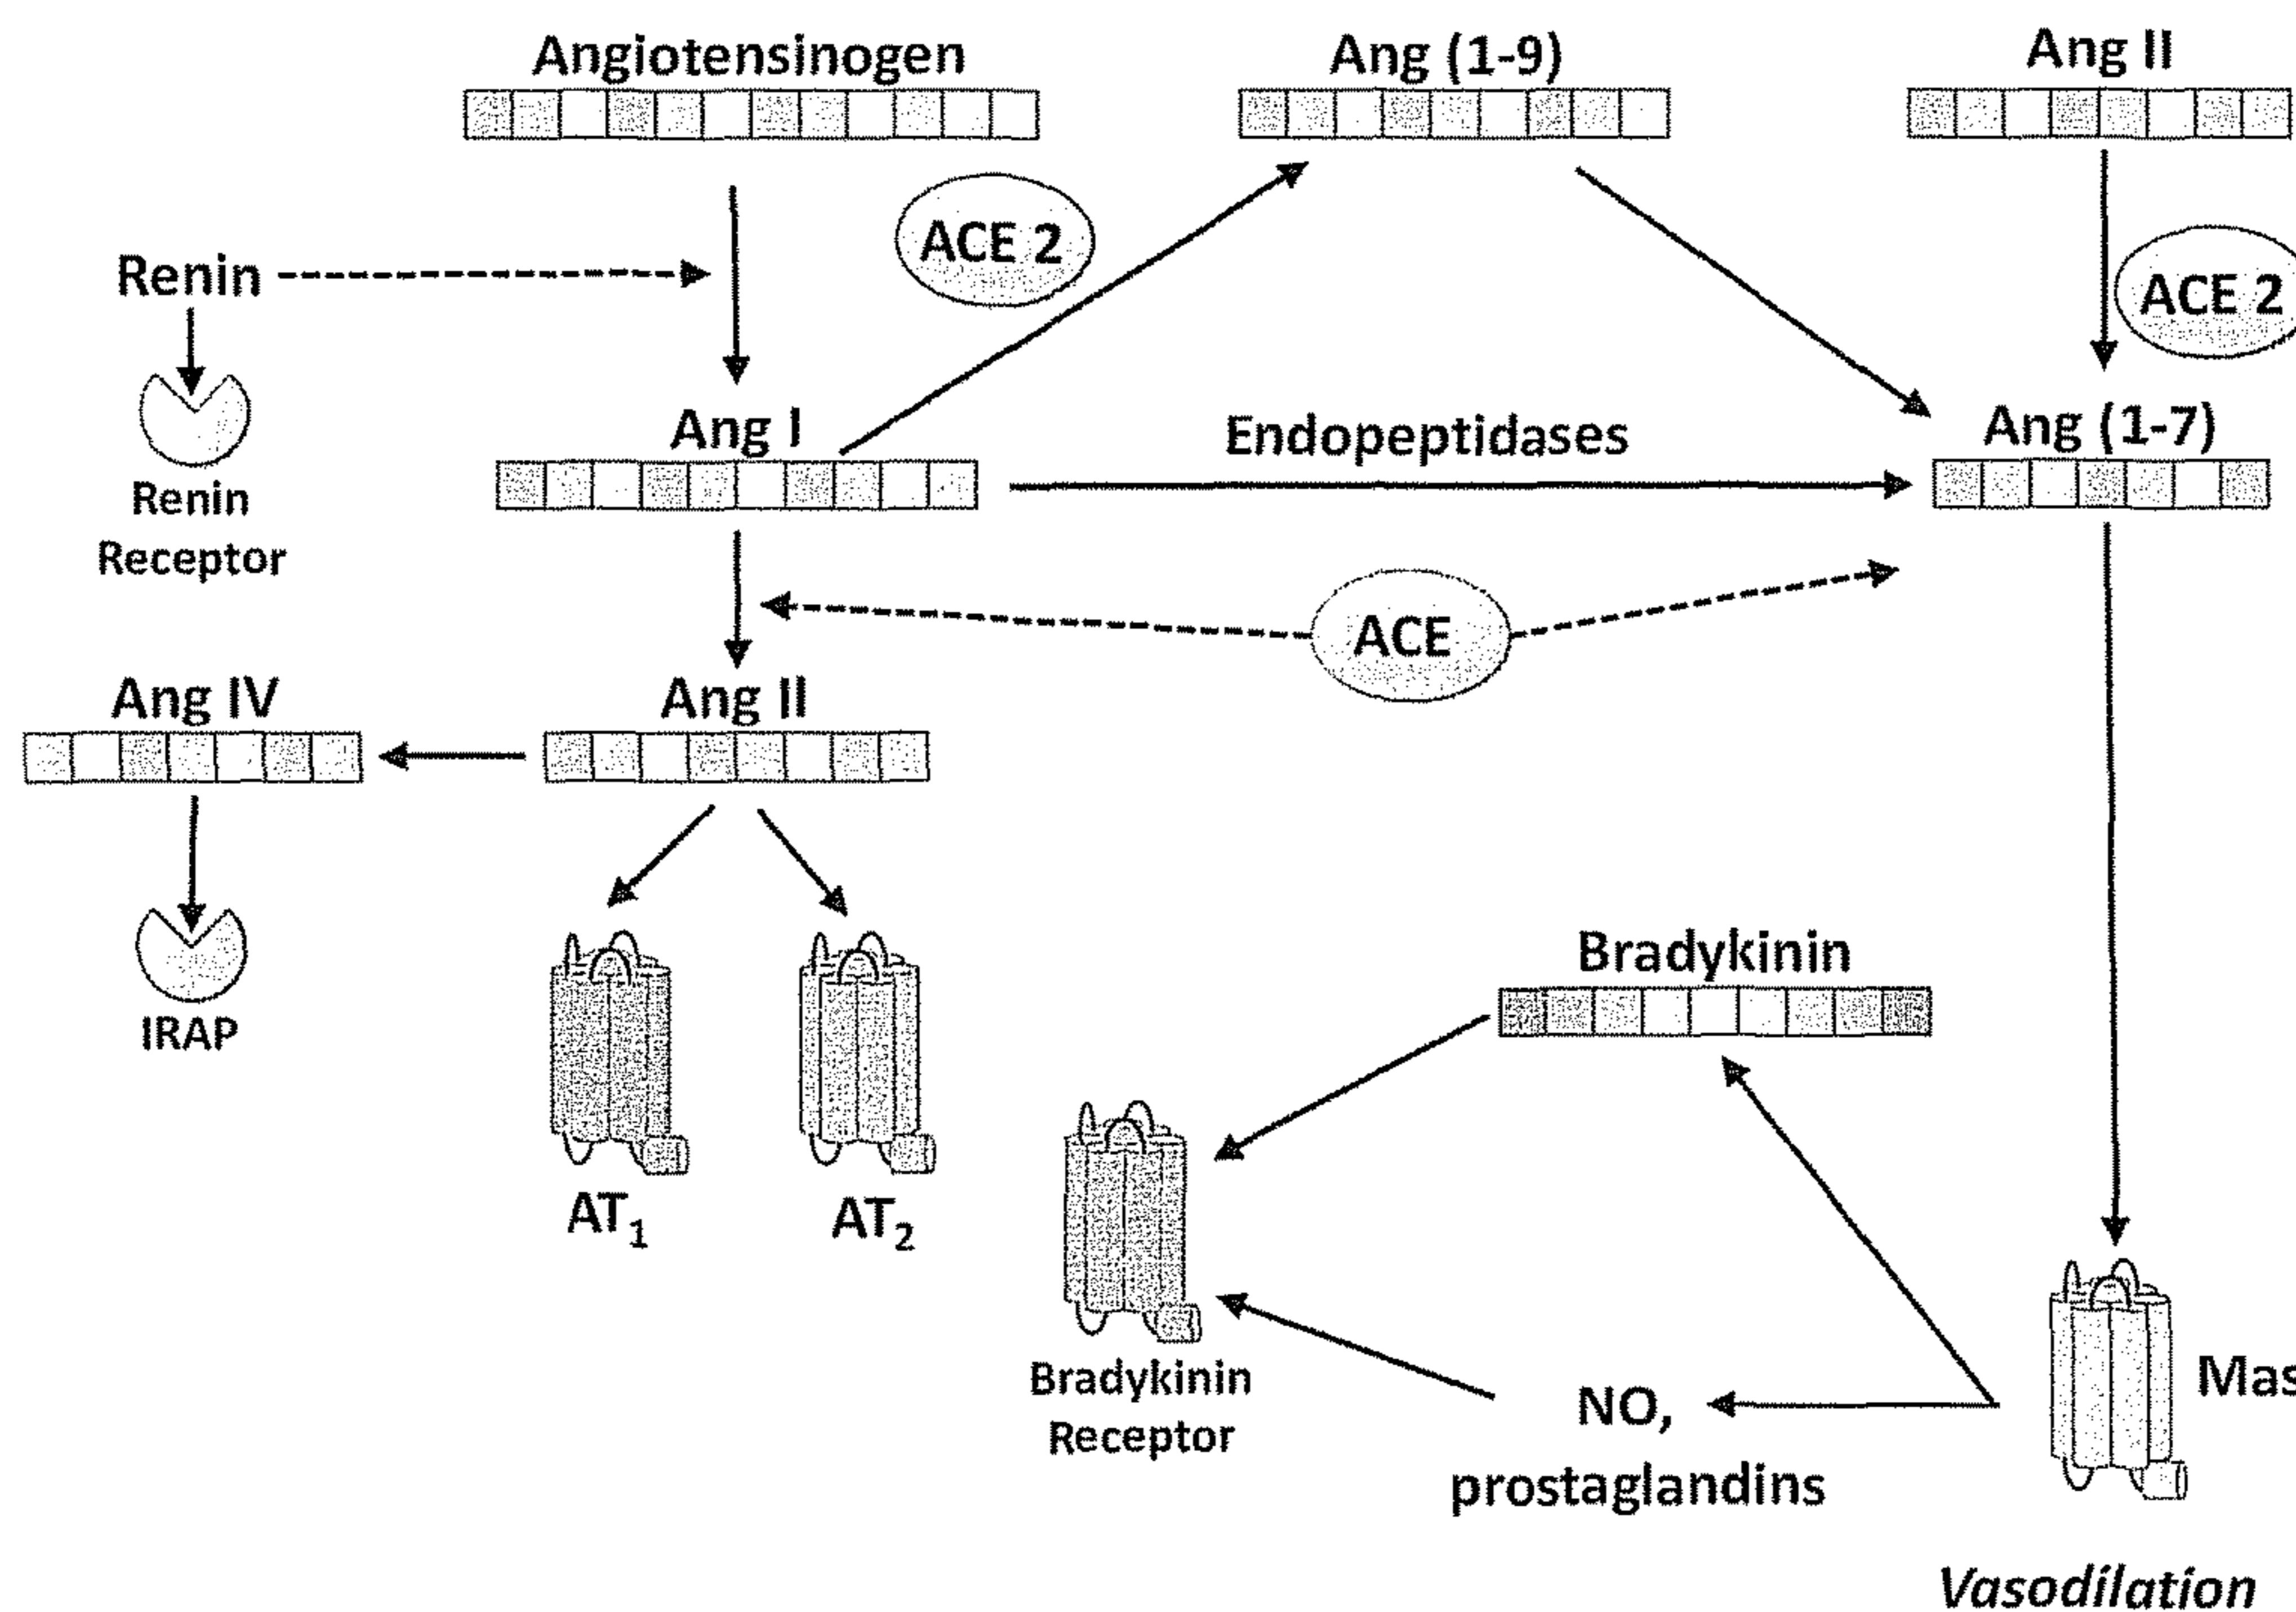 Angiotensinogen
Ang (1-9)
Ang II
ACE 2
Renin
ACE 2
Ang I
Endopeptidases
Ang (1-7)
Renin
Receptor
ACE
Ang IV
Ang II
IRAP
Bradykinin
AT1
AT2
Bradykinin
Receptor
NO,
prostaglandins
Mas
Vasodilation